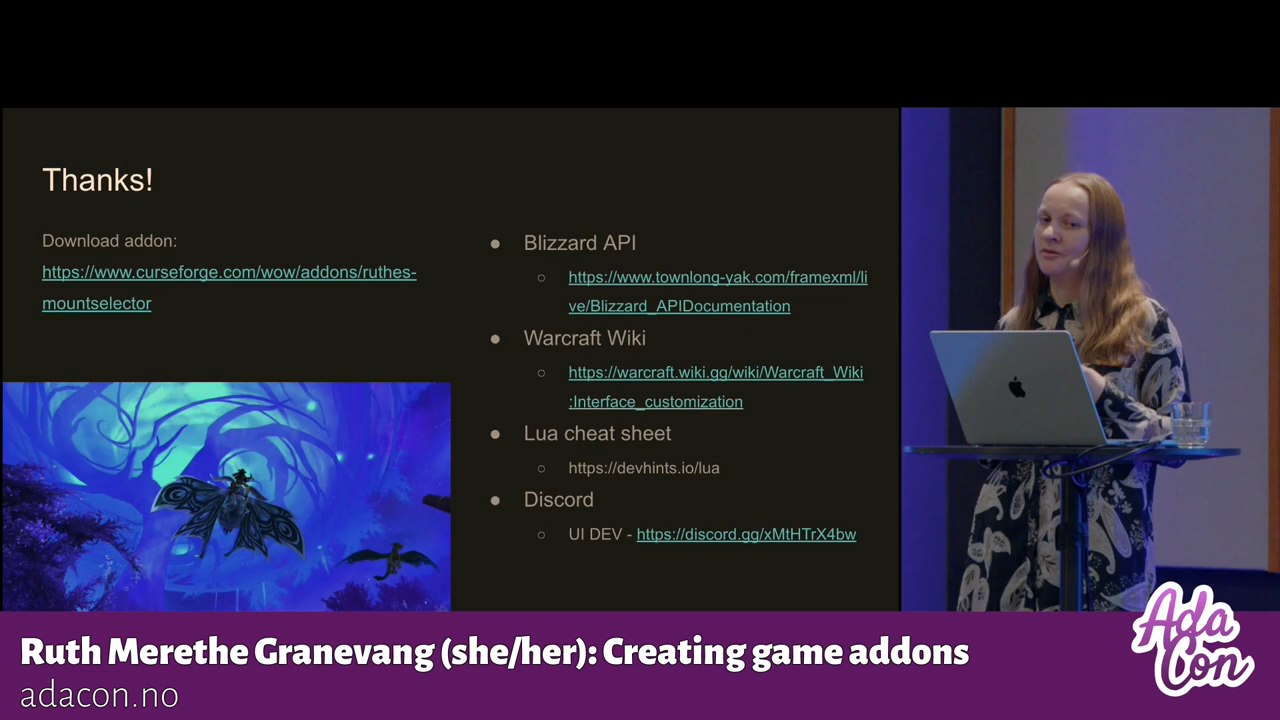 Thanks!
Download addon:
https://www.curseforge.com/wow/addons/ruthes-
mountselector
● Blizzard API
○ https://www.townlong-yak.com/framexml/li
ve/Blizzard_APIDocumentation
● Warcraft Wiki
○ https://warcraft.wiki.gg/wiki/Warcraft_Wiki
:Interface_customization
● Lua cheat sheet
○ https://devhints.io/lua
● Discord
○ UI DEV - https://discord.gg/xMtHTrX4bw
Ruth Merethe Granevang (she/her): Creating game addons
adacon.no
Ada
Con